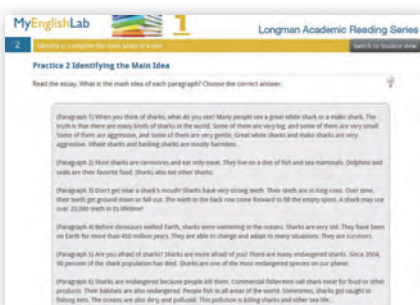 MyEnglishLab
1
Longman Academic Reading Series
2
Identify or complete the main ideas of a text
Switch to Student view
Practice 2 Identifying the Main Idea
Read the essay. What is the main idea of each paragraph? Choose the correct answer.
(Paragraph 1) When you think of sharks, what do you see? Many people see a great white shark or a mako shark. The
truth is that there are many kinds of sharks in the world. Some of them are very big, and some of them are very small.
Some of them are aggressive, and some of them are very gentle. Great white sharks and mako sharks are very
aggressive. Whale sharks and basking sharks are mostly harmless.
(Paragraph 2) Most sharks are carnivores and eat only meat. They live on a diet of fish and sea mammals. Dolphins and
seals are their favorite food. Sharks also eat other sharks.
(Paragraph 3) Don't get near a shark's mouth! Sharks have very strong teeth. Their teeth are in long rows. Over time,
their teeth get ground down or fall out. The teeth in the back row come forward to fill the empty spots. A shark may use
over 20,000 teeth in its lifetime!
(Paragraph 4) Before dinosaurs walked Earth, sharks were swimming in the oceans. Sharks are very old. They have been
on Earth for more than 450 million years. They are able to change and adapt to many situations. They are survivors.
(Paragraph 5) Are you afraid of sharks? Sharks are more afraid of you! There are many endangered sharks. Since 2004,
90 percent of the shark population has died. Sharks are one of the most endangered species on our planet.
(Paragraph 6) Sharks are endangered because people kill them. Commercial fishermen sell shark meat for food or other
products. Their habitats are also endangered. People fish in all areas of the world. Sometimes, sharks get caught in
fishing nets. The oceans are also dirty and polluted. This pollution is killing sharks and other sea life.